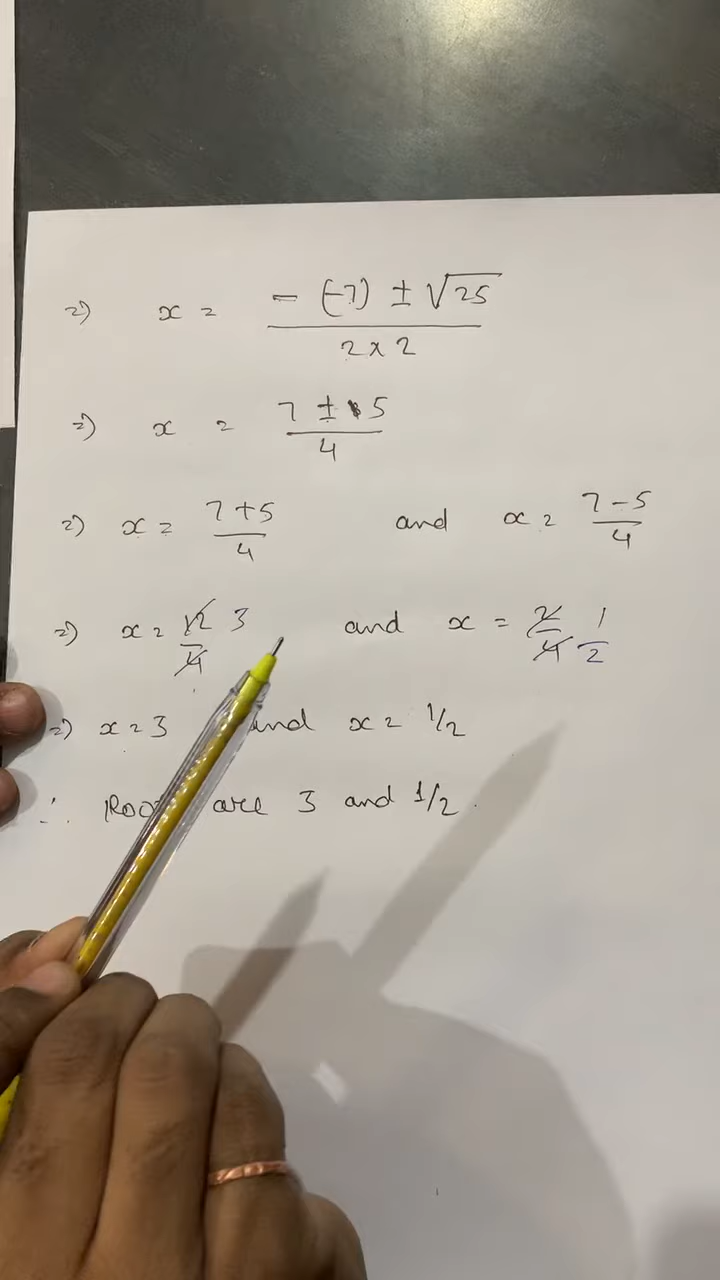 =) x = - (-7) ± √25 / 2 x 2
=) x = 7 ± 5 / 4
=) x = 7+5 / 4 and x = 7-5 / 4
=) x = 12/4 3 and x = 2/4 1/2
=) x = 3 and x = 1/2
∴ Roots are 3 and 1/2.